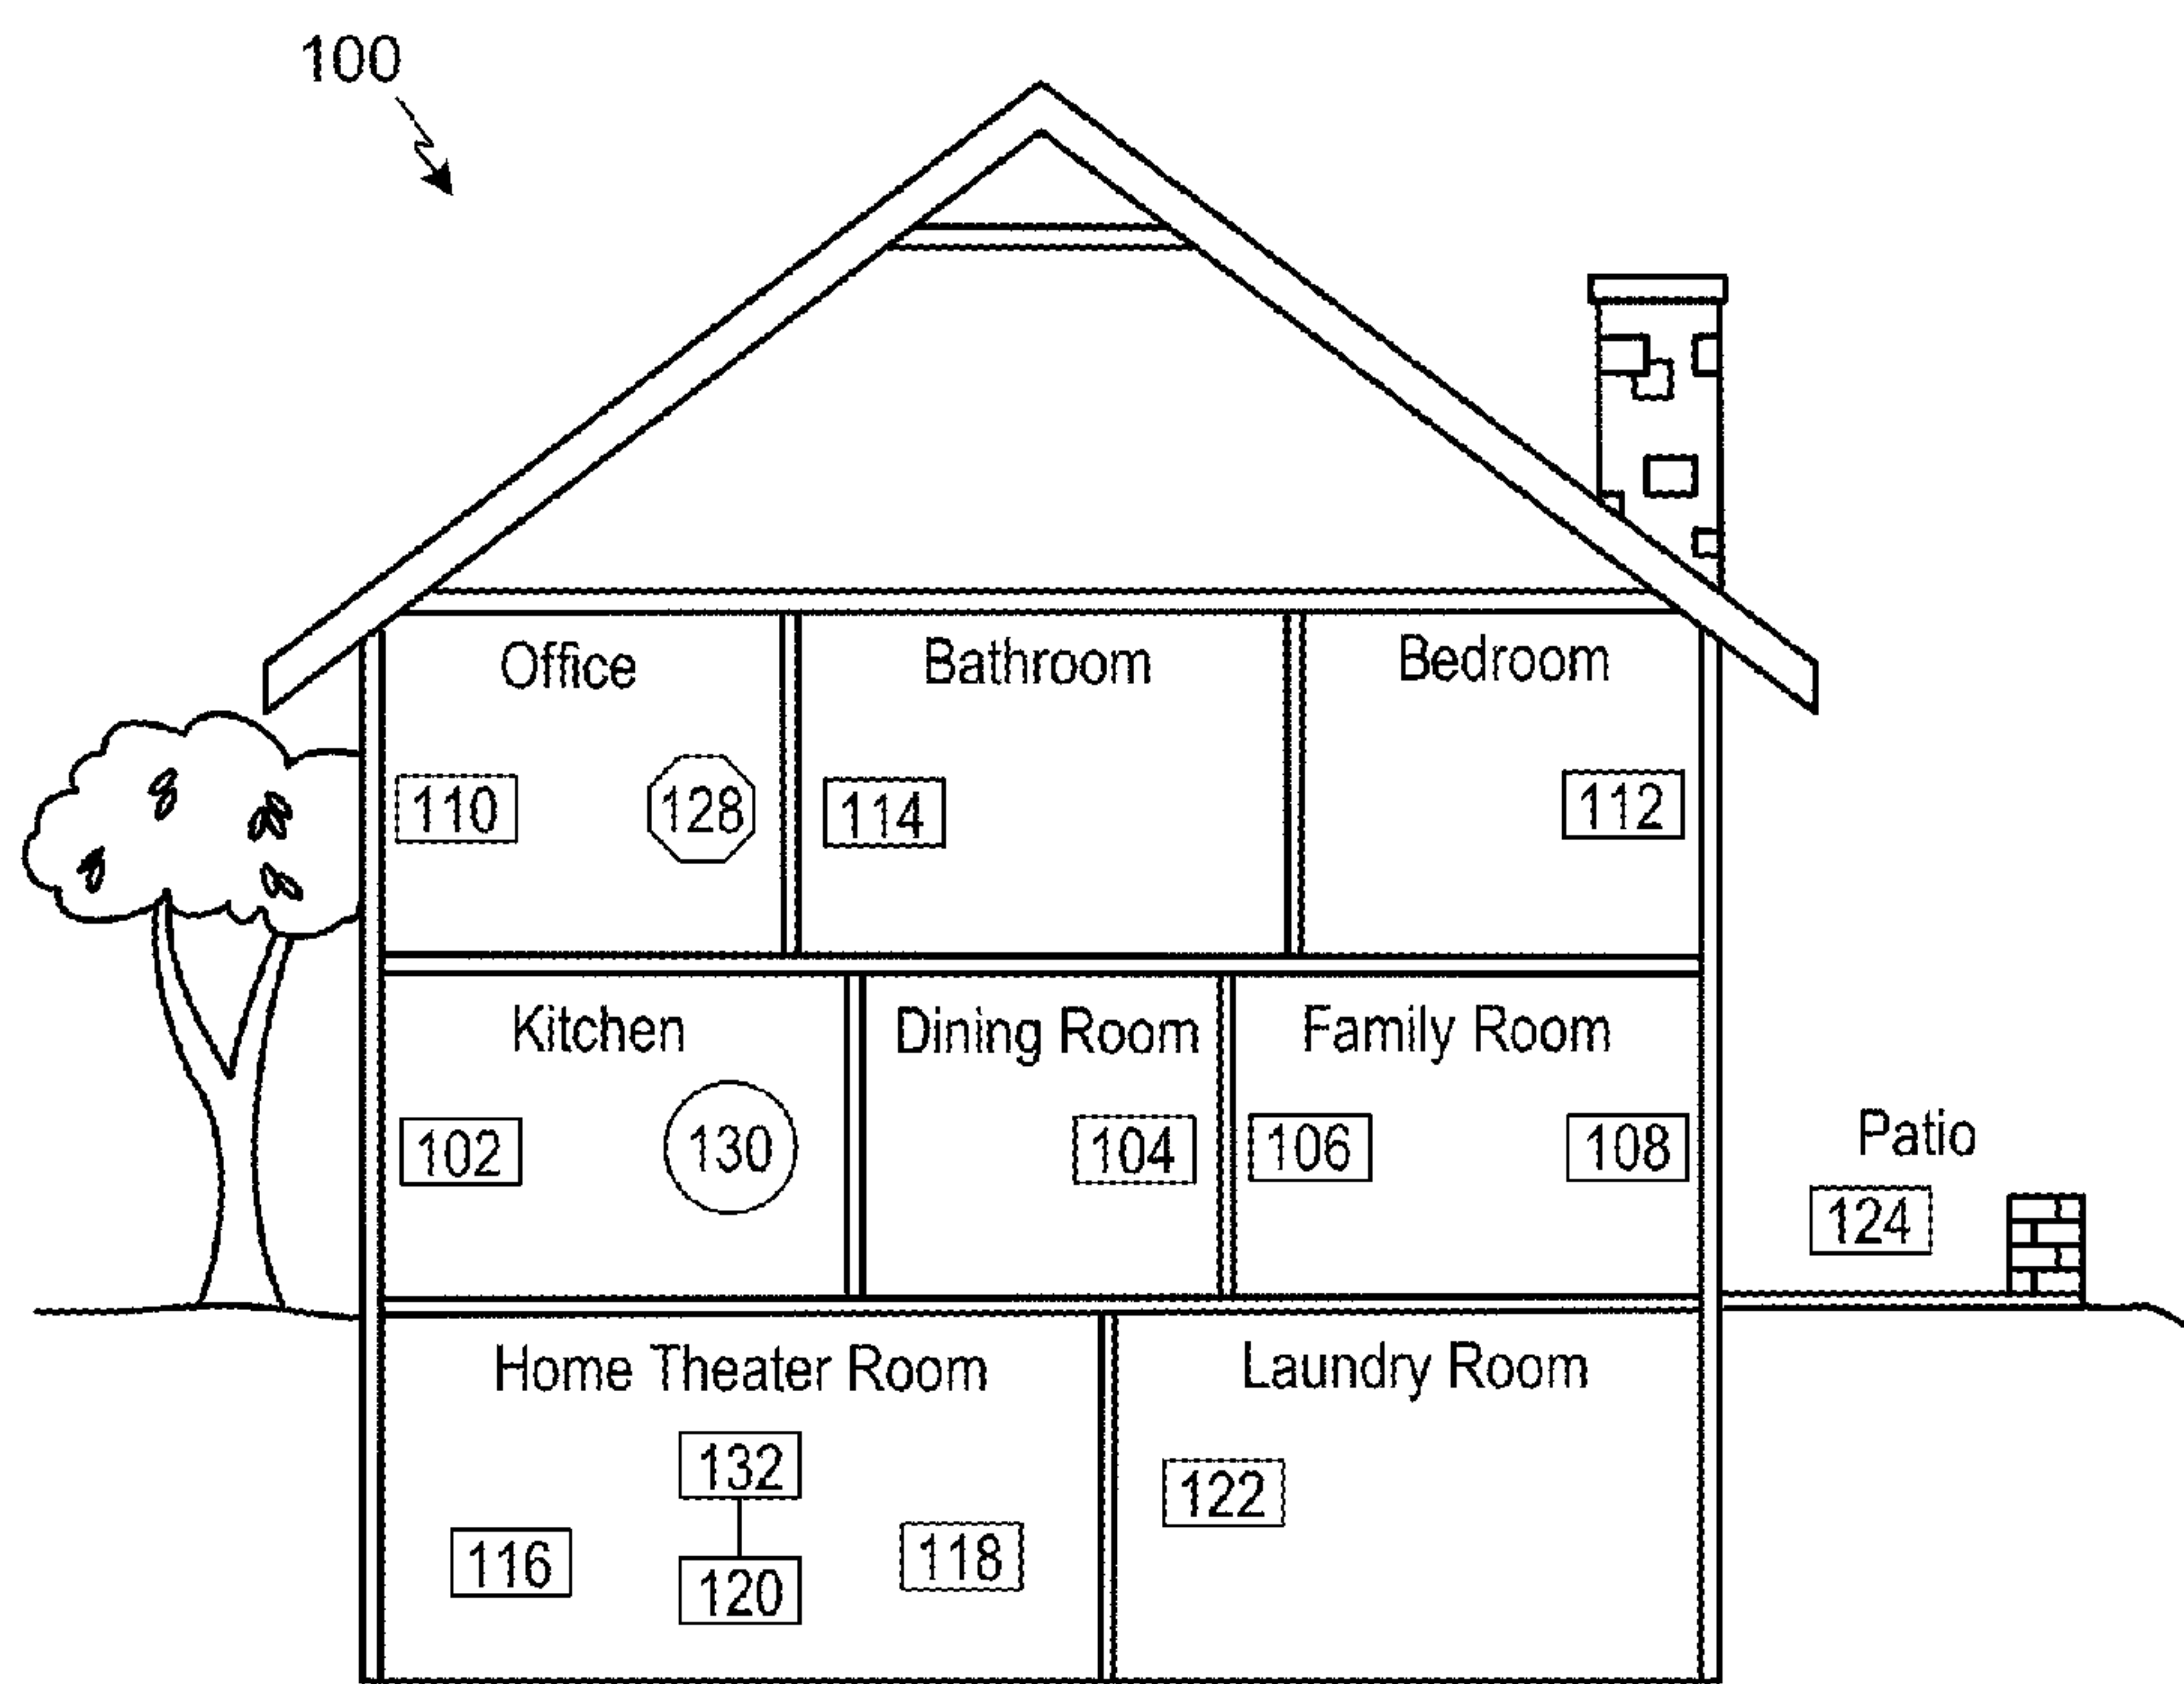 100
Office
Bathroom
Bedroom
110
128
114
112
Kitchen
Dining Room
Family Room
102
130
104
106
108
Patio
124
Home Theater Room
Laundry Room
132
122
116
120
118